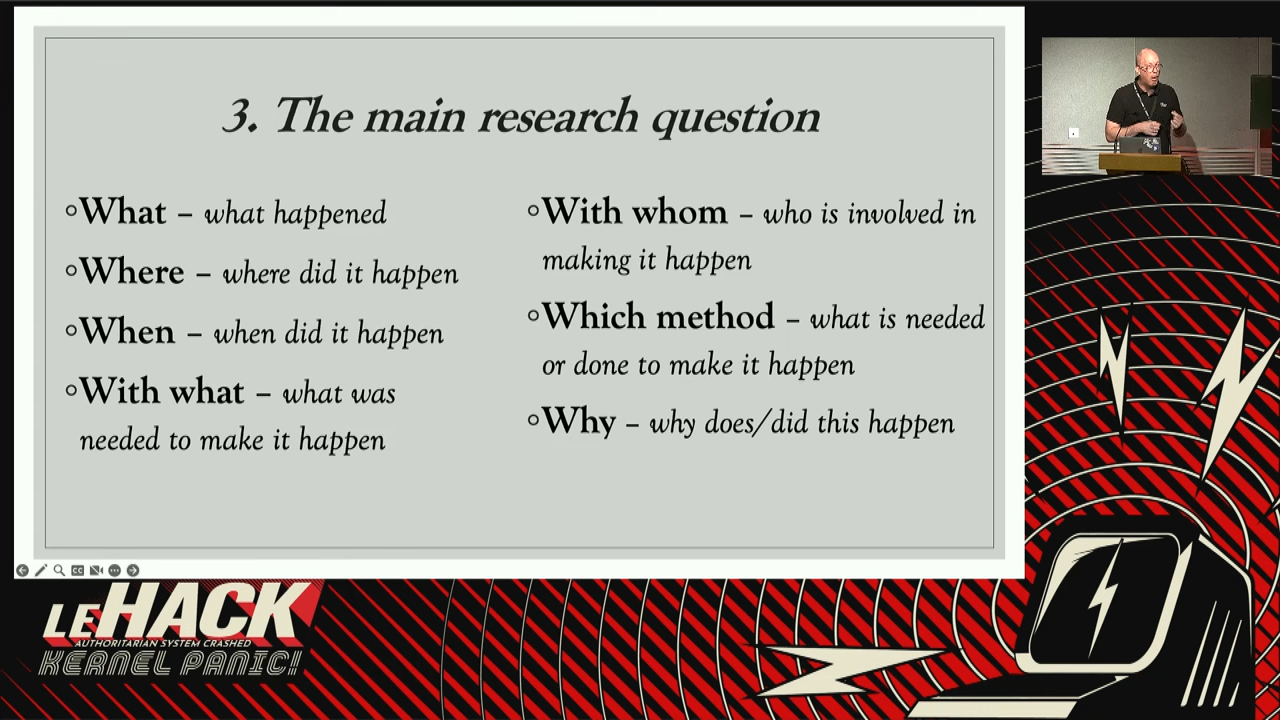 3. The main research question
◦What – what happened
◦Where – where did it happen
◦When – when did it happen
◦With what – what was
needed to make it happen
◦With whom – who is involved in
making it happen
◦Which method – what is needed
or done to make it happen
◦Why – why does/did this happen
CC
LEHACK
AUTHORITARIAN SYSTEM CRASHED
KERNEL PANIC!